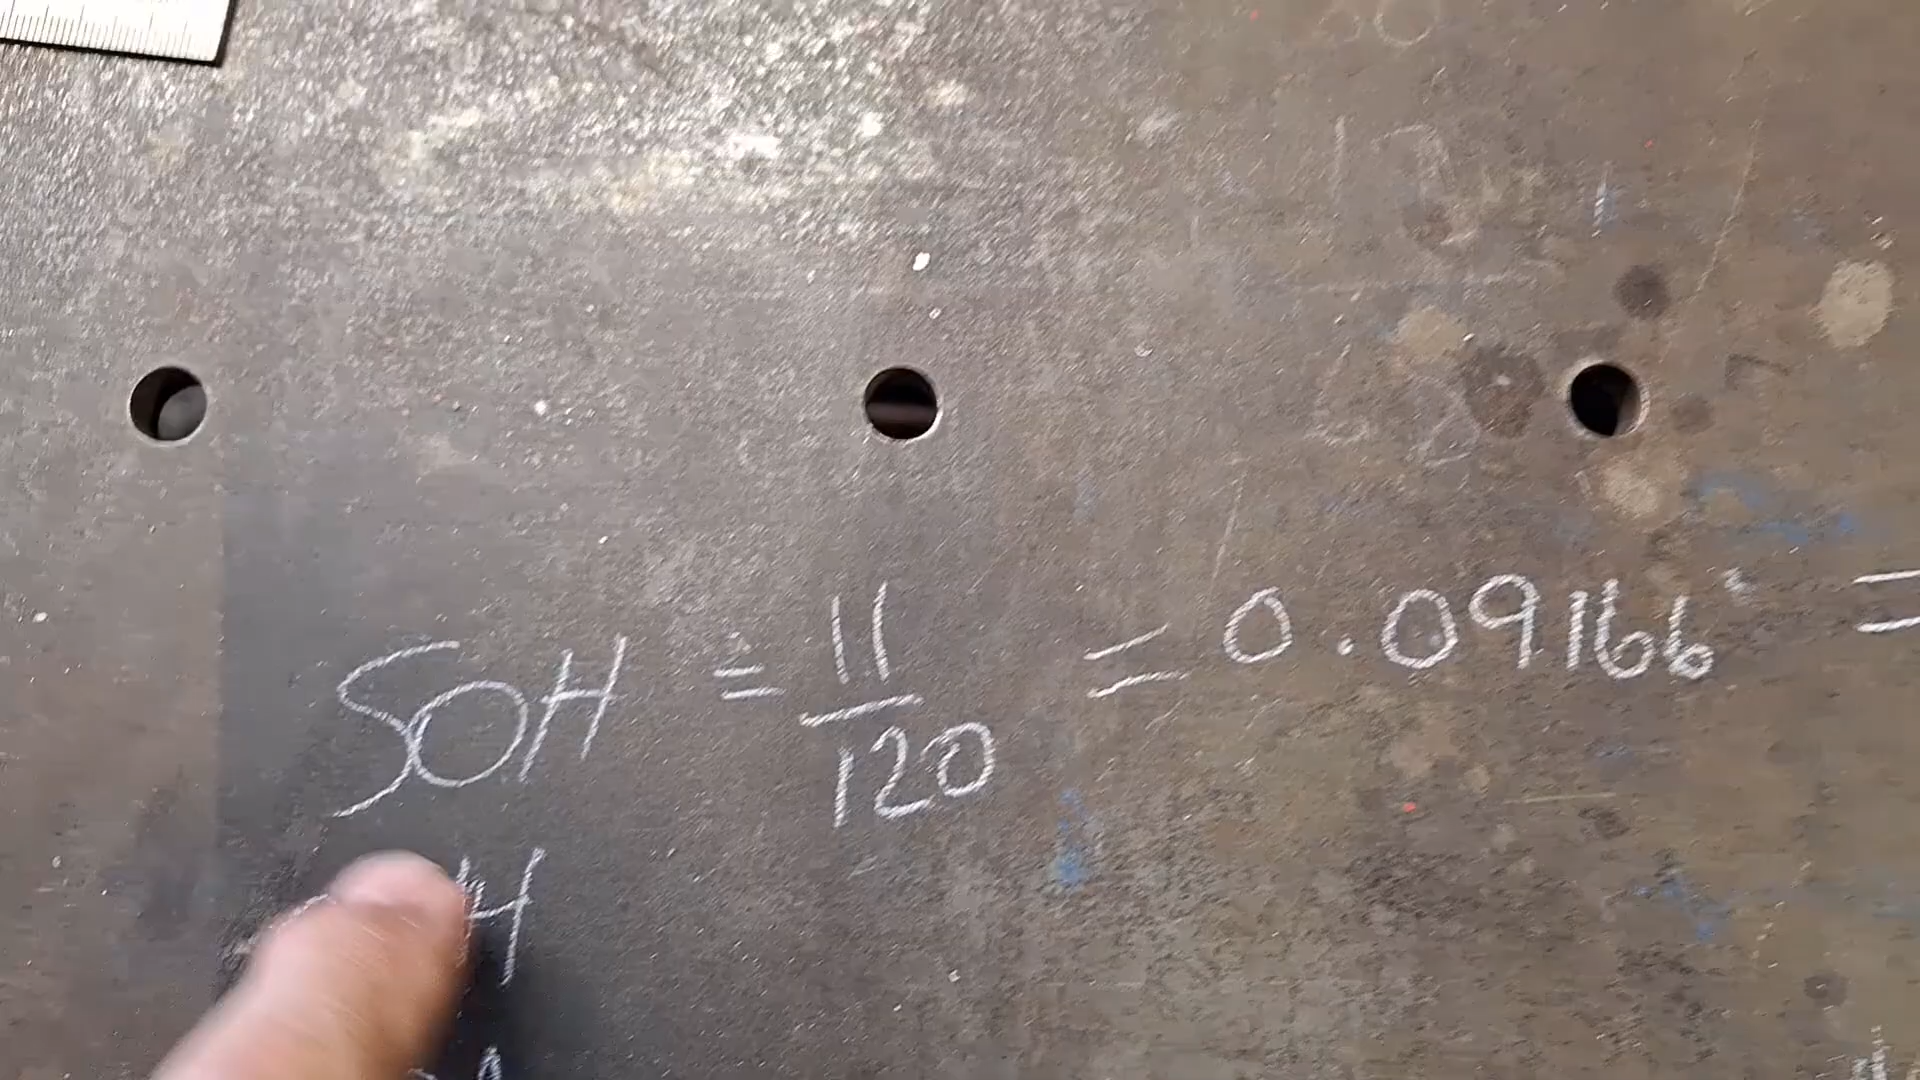 SOH = 11/120 = 0.09166 =
H